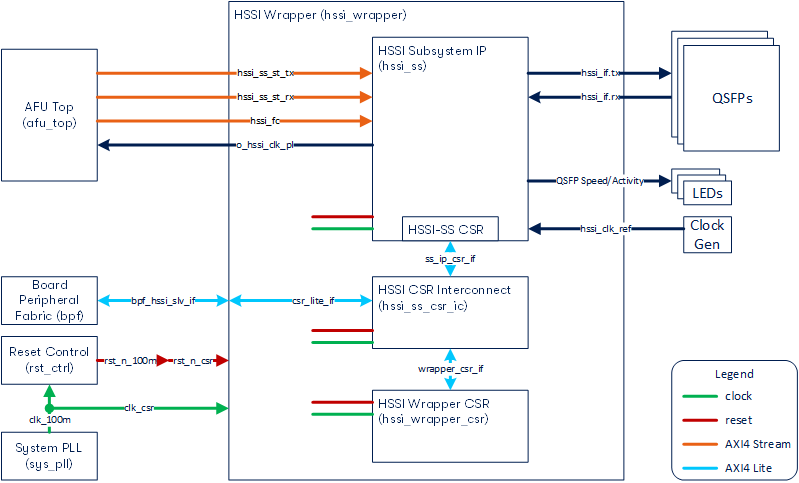 HSSI Wrapper (hssi_wrapper)
AFU Top
(afu_top)
hssi_ss_st_tx
hssi_ss_st_rx
hssi_fc
o_hssi_clk_pll
HSSI Subsystem IP
(hssi_ss)
HSSI-SS CSR
hssi_if.tx
hssi_if.rx
QSFPs
QSFP Speed/Activity
LEDs
hssi_clk_ref
Clock
Gen
ss_ip_csr_if
Board
Peripheral
Fabric (bpf)
bpf_hssi_slv_if
csr_lite_if
HSSI CSR Interconnect
(hssi_ss_csr_ic)
Reset Control
(rst_ctrl)
rst_n_100m
rst_n_csr
wrapper_csr_if
clk_100m
clk_csr
HSSI Wrapper CSR
(hssi_wrapper_csr)
System PLL
(sys_pll)
Legend
clock
reset
AXI4 Stream
AXI4 Lite